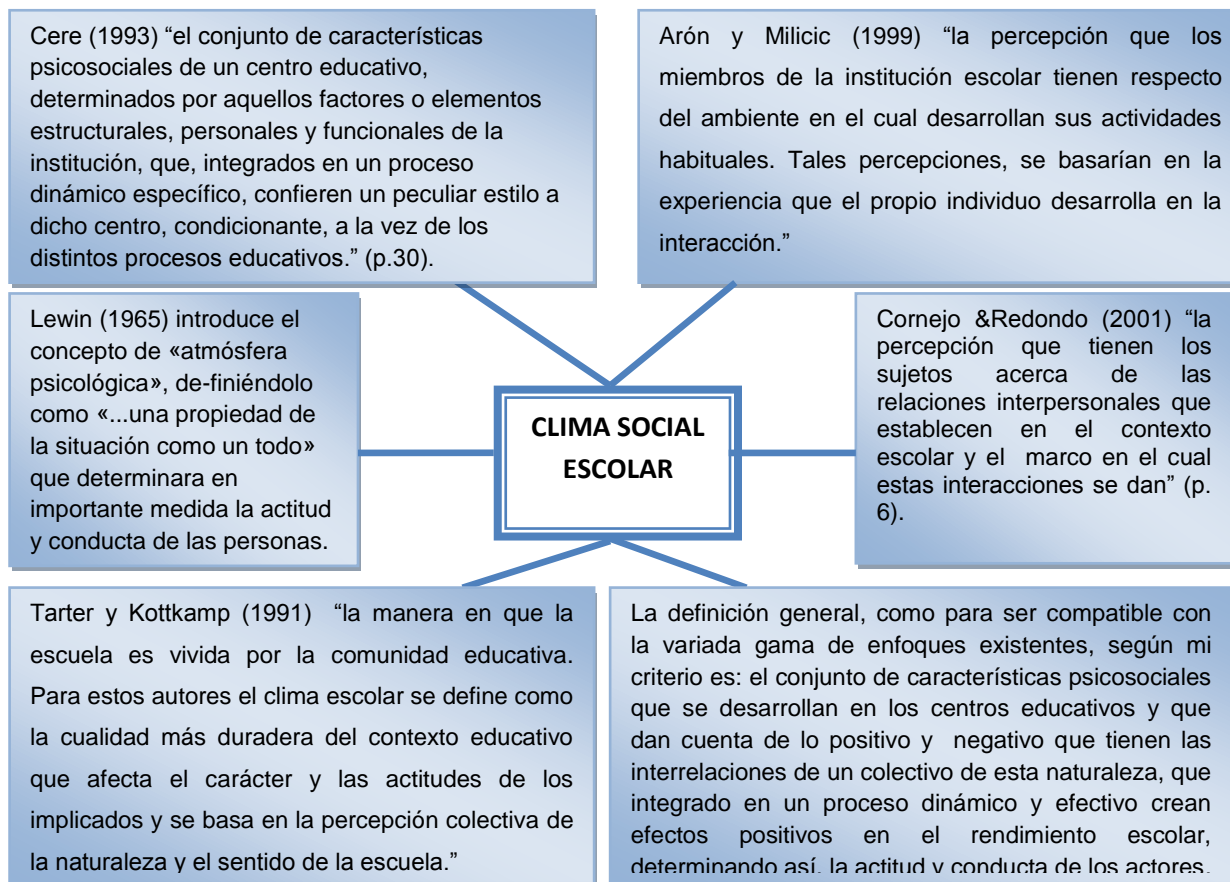 Cere (1993) “el conjunto de características
psicosociales de un centro educativo,
determinados por aquellos factores o elementos
estructurales, personales y funcionales de la
institución, que, integrados en un proceso
dinámico específico, confieren un peculiar estilo a
dicho centro, condicionante, a la vez de los
distintos procesos educativos.” (p.30).
Arón y Milicic (1999) “la percepción que los
miembros de la institución escolar tienen respecto
del ambiente en el cual desarrollan sus actividades
habituales. Tales percepciones, se basarían en la
experiencia que el propio individuo desarrolla en la
interacción.”
Lewin (1965) introduce el
concepto de «atmósfera
psicológica», de-finiéndolo
como «...una propiedad de
la situación como un todo»
que determinara en
importante medida la actitud
y conducta de las personas.
CLIMA SOCIAL
ESCOLAR
Cornejo &Redondo (2001) “la
percepción que tienen los
sujetos acerca de las
relaciones interpersonales que
establecen en el contexto
escolar y el marco en el cual
estas interacciones se dan” (p.
6).
Tarter y Kottkamp (1991) “la manera en que la
escuela es vivida por la comunidad educativa.
Para estos autores el clima escolar se define como
la cualidad más duradera del contexto educativo
que afecta el carácter y las actitudes de los
implicados y se basa en la percepción colectiva de
la naturaleza y el sentido de la escuela.”
La definición general, como para ser compatible con
la variada gama de enfoques existentes, según mi
criterio es: el conjunto de características psicosociales
que se desarrollan en los centros educativos y que
dan cuenta de lo positivo y negativo que tienen las
interrelaciones de un colectivo de esta naturaleza, que
integrado en un proceso dinámico y efectivo crean
efectos positivos en el rendimiento escolar,
determinando así, la actitud y conducta de los actores.